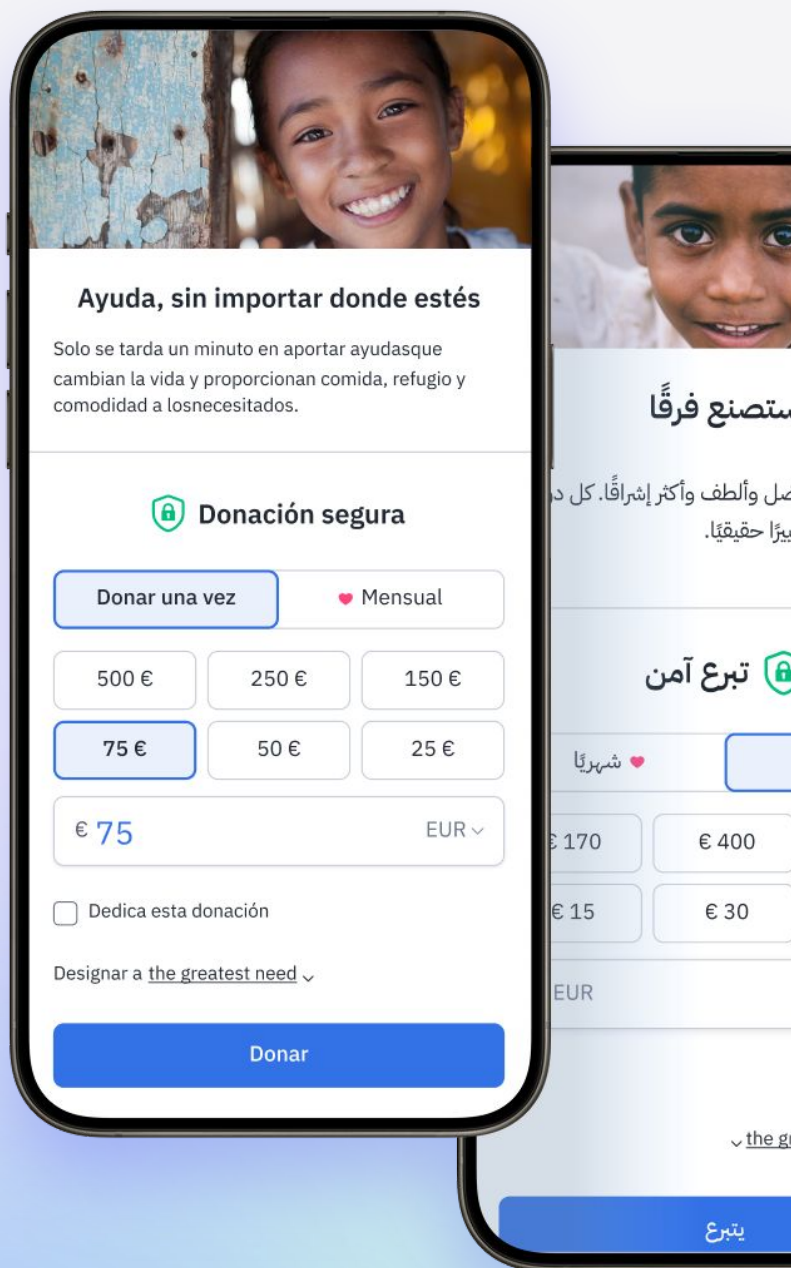 Ayuda, sin importar donde estés
Solo se tarda un minuto en aportar ayudasque
cambian la vida y proporcionan comida, refugio y
comodidad a losnecesitados.
Donación segura
Donar una vez
Mensual
500 €
250 €
150 €
75 €
50 €
25 €
€ 75
EUR
Dedica esta donación
Designar a the greatest need
Donar
فرقًا
وألطف وأكثر إشراقًا. كل
حقيقيًا.
تبرع آمن
شهريًا
€ 170
€ 400
€ 15
€ 30
EUR
the
يتبرع